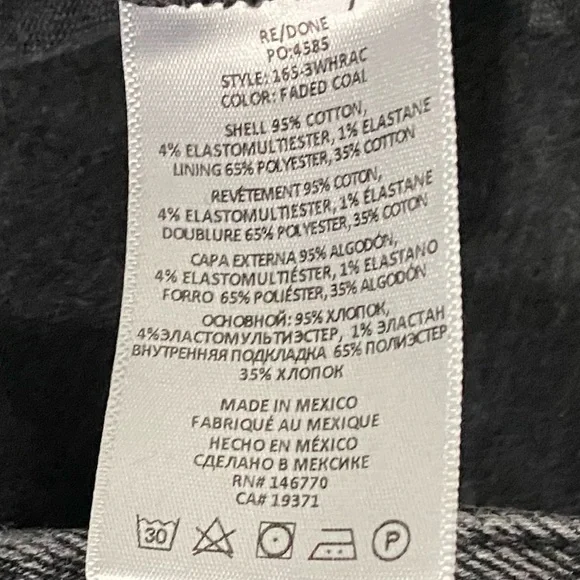 RE/DONE
PO:4585
STYLE: 165-3WHRAC
COLOR: FADED COAL
SHELL 95% COTTON,
4% ELASTOMULTIESTER, 1% ELASTANE
LINING 65% POLYESTER, 35% COTTON
REVÊTEMENT 95% COTON,
4% ELASTOMULTIESTER, 1% ÉLASTANE
DOUBLURE 65% POLYESTER, 35% COTON
CAPA EXTERNA 95% ALGODÓN,
4% ELASTOMULTIÉSTER, 1% ELASTANO
FORRO 65% POLIÉSTER, 35% ALGODÓN
ОСНОВНОЙ: 95% ХЛОПОК,
4%ЭЛАСТОМУЛЬТИЭСТЕР, 1% ЭЛАСТАН
ВНУТРЕННЯЯ ПОДКЛАДКА 65% ПОЛИЭСТЕР
35% ХЛОПОК
MADE IN MEXICO
FABRIQUÉ AU MEXIQUE
HECHO EN MÉXICO
СДЕЛАНО В МЕКСИКЕ
RN# 146770
CA# 19371
30 P